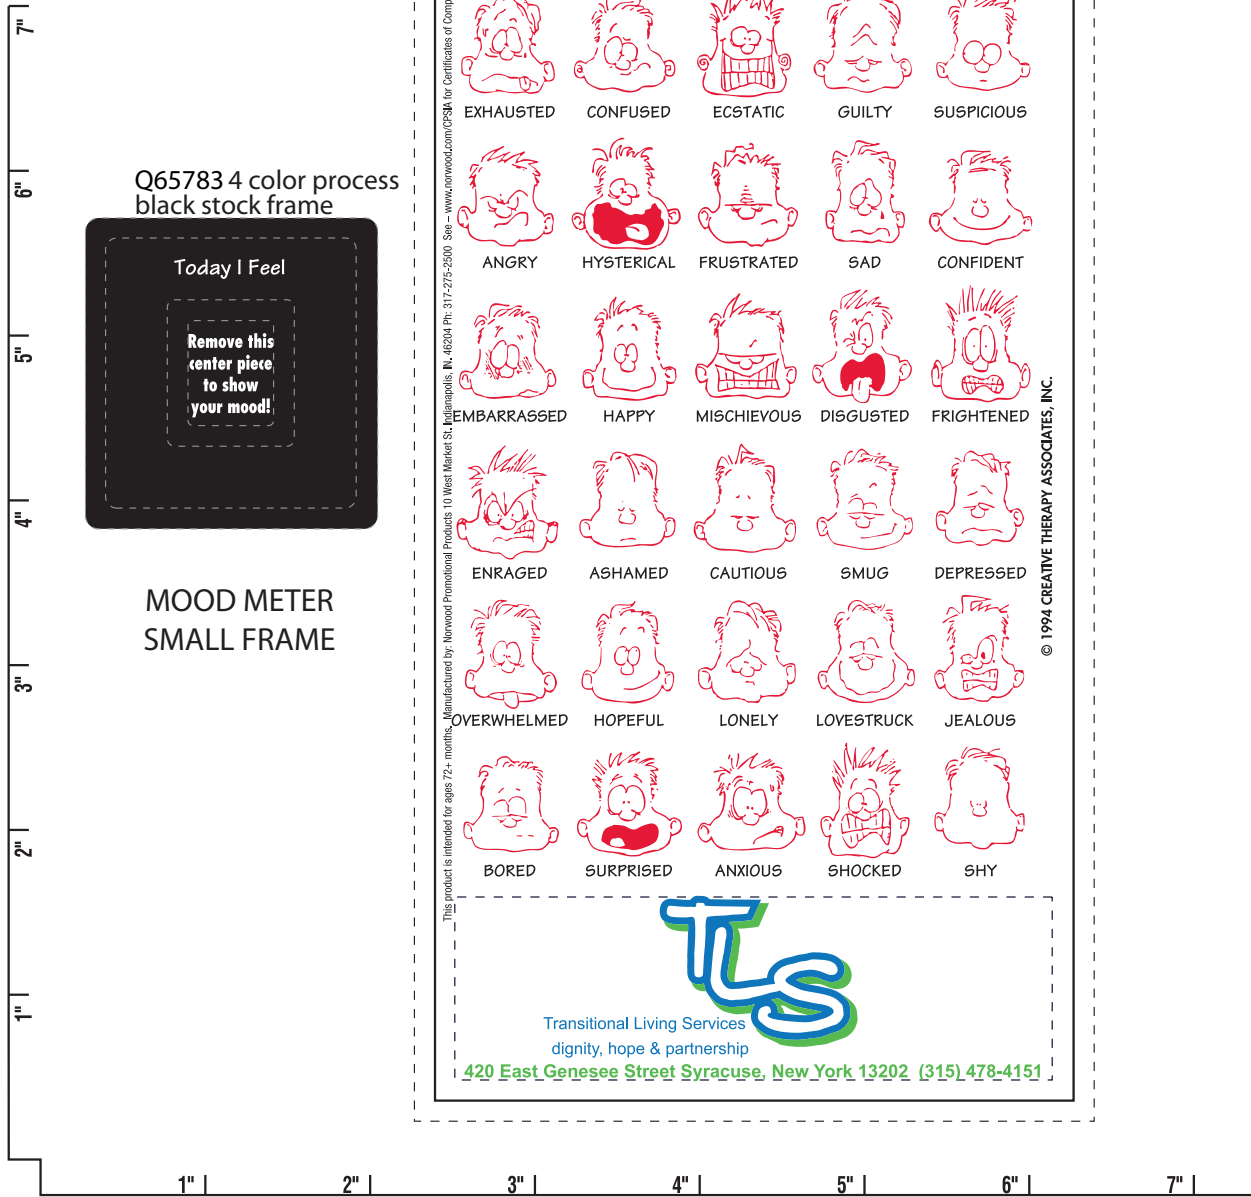 7"
6"
5"
4"
3"
2"
1"
1" 2" 3" 4" 5" 6" 7"
Q65783 4 color process
black stock frame
Today I Feel
Remove this
center piece
to show
your mood!
MOOD METER
SMALL FRAME
This product is intended for ages 72+ months. Manufactured by: Norwood Promotional Products 10 West Market St. Indianapolis, IN. 46204 Ph: 317-275-2500 See – www.norwood.com/CPSIA for Certificates of Comp
EXHAUSTED CONFUSED ECSTATIC GUILTY SUSPICIOUS
ANGRY HYSTERICAL FRUSTRATED SAD CONFIDENT
EMBARRASSED HAPPY MISCHIEVOUS DISGUSTED FRIGHTENED
ENRAGED ASHAMED CAUTIOUS SMUG DEPRESSED
OVERWHELMED HOPEFUL LONELY LOVESTRUCK JEALOUS
BORED SURPRISED ANXIOUS SHOCKED SHY
© 1994 CREATIVE THERAPY ASSOCIATES, INC.
TLS
Transitional Living Services
dignity, hope & partnership
420 East Genesee Street Syracuse, New York 13202 (315) 478-4151